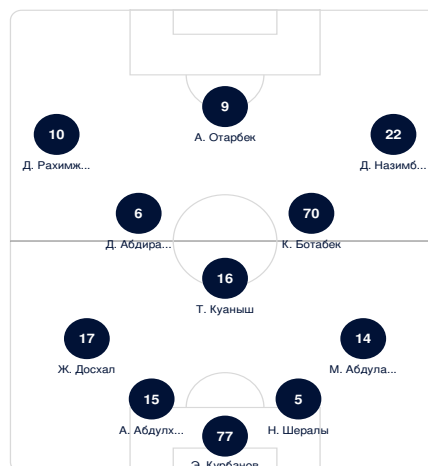 9
А. Отарбек
10
Д. Рахимж...
22
Д. Назимб...
6
Д. Абдира...
70
К. Ботабек
16
Т. Куаныш
17
Ж. Досхал
14
М. Абдула...
15
А. Абдулх...
5
Н. Шералы
77
Э. Курбанов